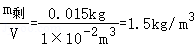 m剩/V = 0.015kg/1×10⁻²m³ = 1.5kg/m³